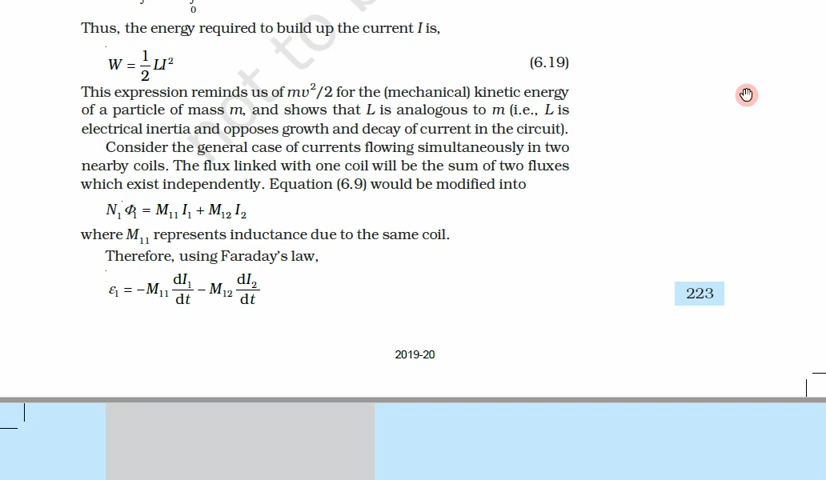 0
Thus, the energy required to build up the current I is,
W = 1/2 LI² (6.19)
This expression reminds us of mv²/2 for the (mechanical) kinetic energy
of a particle of mass m, and shows that L is analogous to m (i.e., L is
electrical inertia and opposes growth and decay of current in the circuit).
Consider the general case of currents flowing simultaneously in two
nearby coils. The flux linked with one coil will be the sum of two fluxes
which exist independently. Equation (6.9) would be modified into
N₁ Φ₁ = M₁₁ I₁ + M₁₂ I₂
where M₁₁ represents inductance due to the same coil.
Therefore, using Faraday's law,
ε₁ = −M₁₁ dI₁/dt − M₁₂ dI₂/dt
223
2019-20
not to b